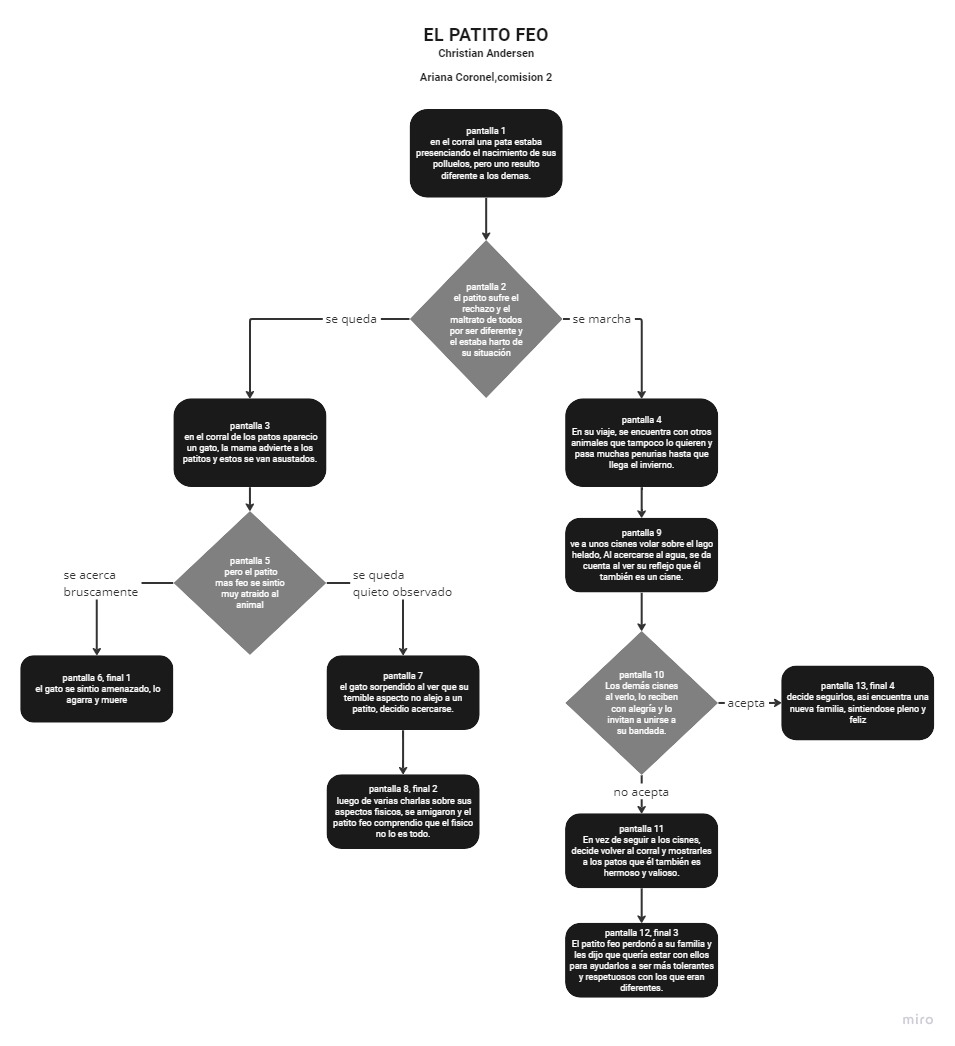 EL PATITO FEO
Christian Andersen
Ariana Coronel,comision 2
pantalla 1
en el corral una pata estaba
presenciando el nacimiento de sus
polluelos, pero uno resulto
diferente a los demas.
pantalla 2
el patito sufre el
rechazo y el
maltrato de todos
por ser diferente y
el estaba harto de
su situación
se queda
se marcha
pantalla 3
en el corral de los patos aparecio
un gato, la mama advierte a los
patitos y estos se van asustados.
pantalla 4
En su viaje, se encuentra con otros
animales que tampoco lo quieren y
pasa muchas penurias hasta que
llega el invierno.
pantalla 5
pero el patito
mas feo se sintio
muy atraido al
animal
se acerca
bruscamente
se queda
quieto observado
pantalla 9
ve a unos cisnes volar sobre el lago
helado, Al acercarse al agua, se da
cuenta al ver su reflejo que él
también es un cisne.
pantalla 6, final 1
el gato se sintio amenazado, lo
agarra y muere
pantalla 7
el gato sorpendido al ver que su
temible aspecto no alejo a un
patito, decidio acercarse.
pantalla 8, final 2
luego de varias charlas sobre sus
aspectos fisicos, se amigaron y el
patito feo comprendio que el fisico
no lo es todo.
pantalla 10
Los demás cisnes
al verlo, lo reciben
con alegría y lo
invitan a unirse a
su bandada.
acepta
pantalla 13, final 4
decide seguirlos, asi encuentra una
nueva familia, sintiendose pleno y
feliz
no acepta
pantalla 11
En vez de seguir a los cisnes,
decide volver al corral y mostrarles
a los patos que él también es
hermoso y valioso.
pantalla 12, final 3
El patito feo perdonó a su familia y
les dijo que quería estar con ellos
para ayudarlos a ser más tolerantes
y respetuosos con los que eran
diferentes.
miro